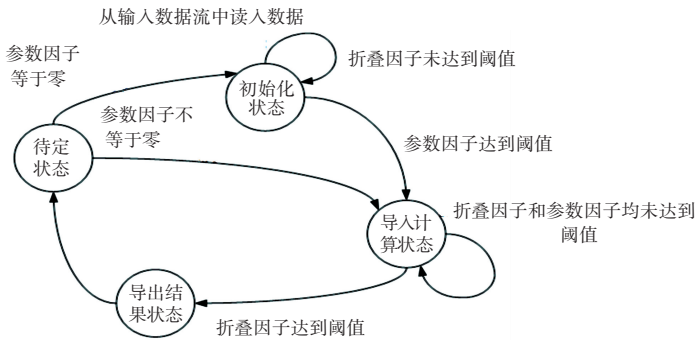 从输入数据流中读入数据
参数因子
等于零
折叠因子未达到阈值
初始化
状态
参数因子不
等于零
参数因子达到阈值
待定
状态
折叠因子和参数因子均未达到
阈值
导入计
算状态
导出结
果状态
折叠因子达到阈值